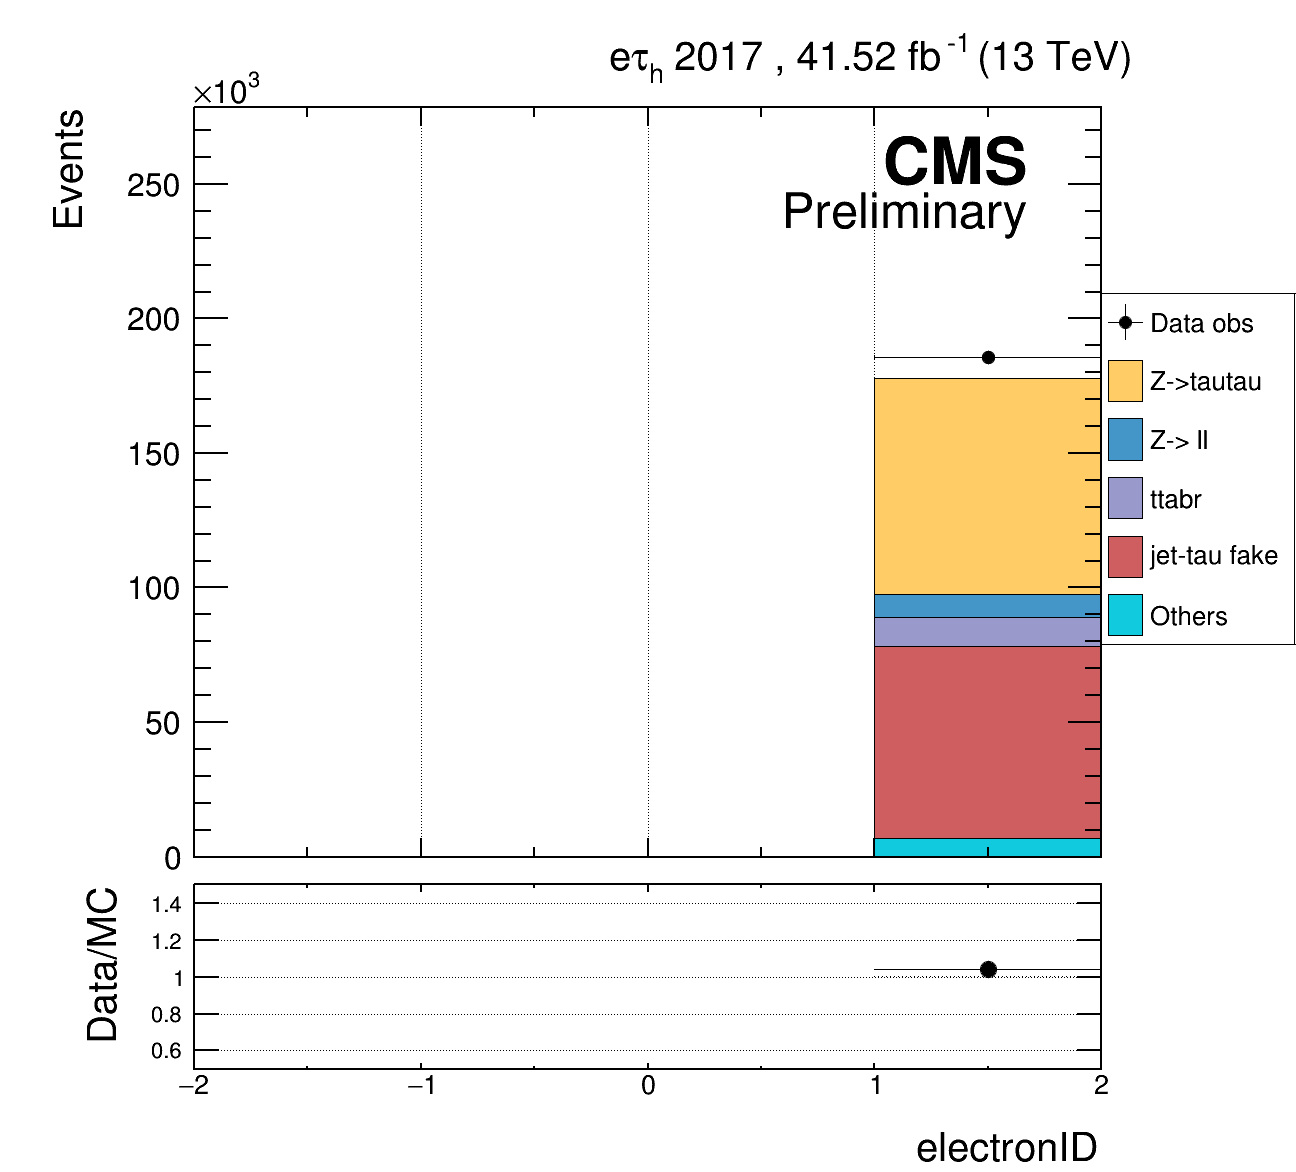 eτh 2017 , 41.52 fb-1 (13 TeV)
×103
Events
CMS
Preliminary
250
200
150
100
50
0
Data obs
Z->tautau
Z-> ll
ttabr
jet-tau fake
Others
Data/MC
1.4
1.2
1
0.8
0.6
−2
−1
0
1
2
electronID